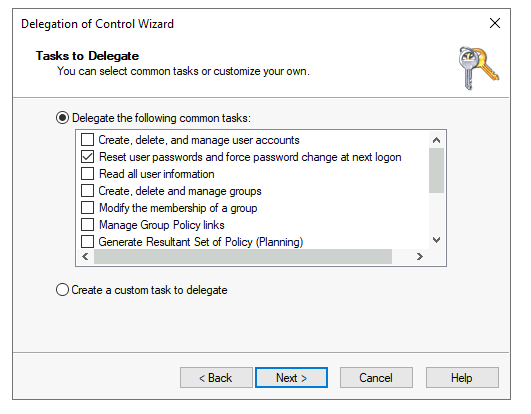 Delegation of Control Wizard
Tasks to Delegate
You can select common tasks or customize your own.
Delegate the following common tasks:
Create, delete, and manage user accounts
Reset user passwords and force password change at next logon
Read all user information
Create, delete and manage groups
Modify the membership of a group
Manage Group Policy links
Generate Resultant Set of Policy (Planning)
Create a custom task to delegate
< Back
Next >
Cancel
Help